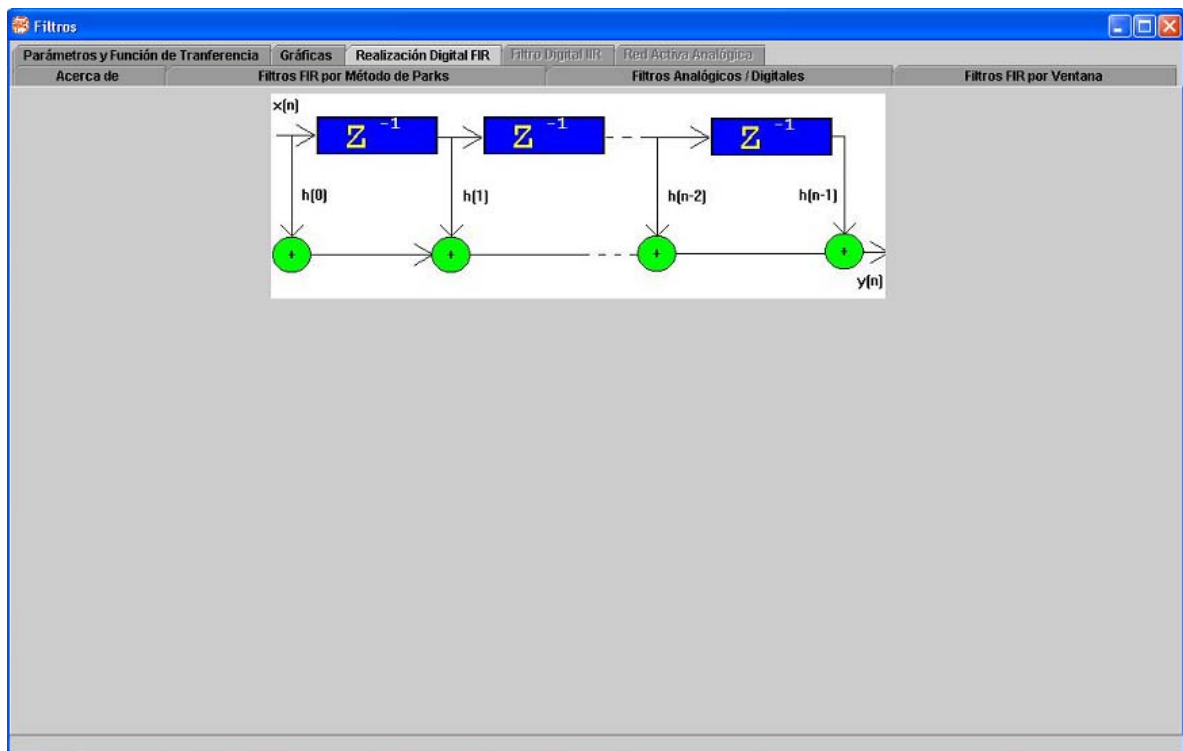 Filtros
Parámetros y Función de Tranferencia Gráficas Realización Digital FIR Filtro Digital IIR Red Activa Analógica
Acerca de Filtros FIR por Método de Parks Filtros Analógicos / Digitales Filtros FIR por Ventana
x(n)
Z -1 Z -1 Z -1
h(0) h(1) h(n-2) h(n-1)
+ + + +
y(n)